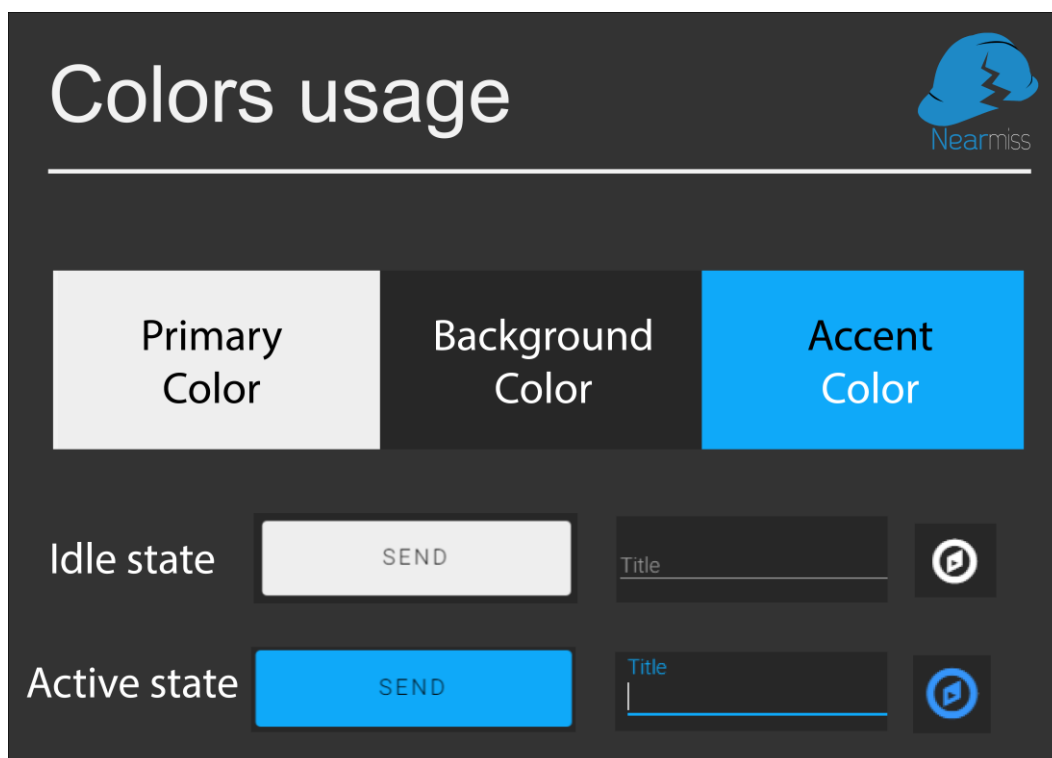 Colors usage
Nearmiss
Primary
Color
Background
Color
Accent
Color
Idle state
SEND
Title
Active state
SEND
Title